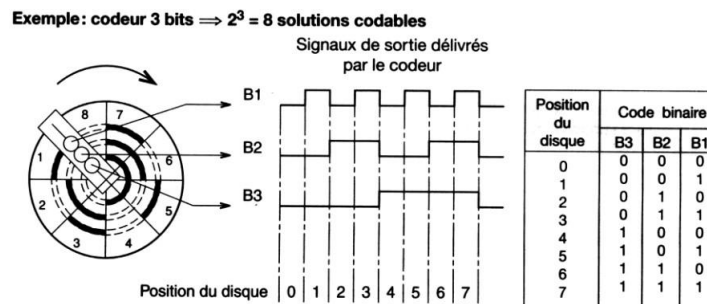 Exemple: codeur 3 bits ⟹ 2³ = 8 solutions codables
Signaux de sortie délivrés
par le codeur
8 7
1 6
2 5
3 4
B1
B2
B3
Position du disque 0 1 2 3 4 5 6 7
Position du disque Code binaire
B3 B2 B1
0 0 0 0
1 0 0 1
2 0 1 0
3 0 1 1
4 1 0 0
5 1 0 1
6 1 1 0
7 1 1 1